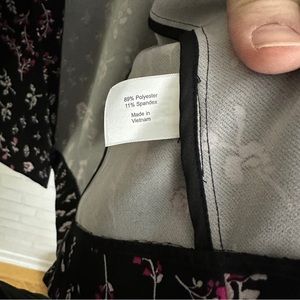 89% Polyester
11% Spandex
Made in
Vietnam